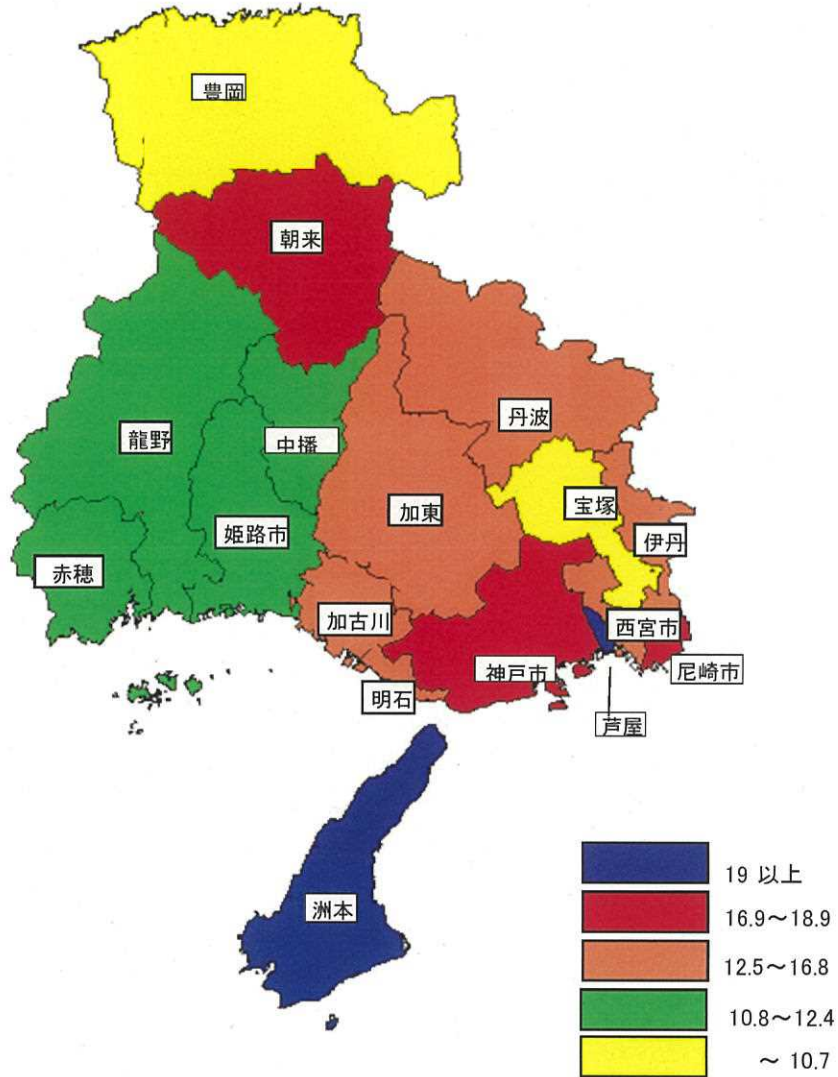 豊岡
朝来
丹波
龍野
中播
宝塚
加東
姫路市
伊丹
赤穂
加古川
西宮市
神戸市
尼崎市
明石
芦屋
洲本
19 以上
16.9～18.9
12.5～16.8
10.8～12.4
～ 10.7